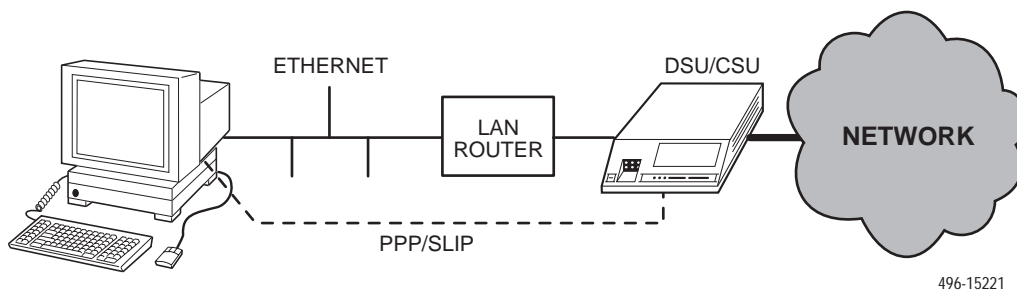 ETHERNET
DSU/CSU
LAN
ROUTER
NETWORK
PPP/SLIP
496-15221